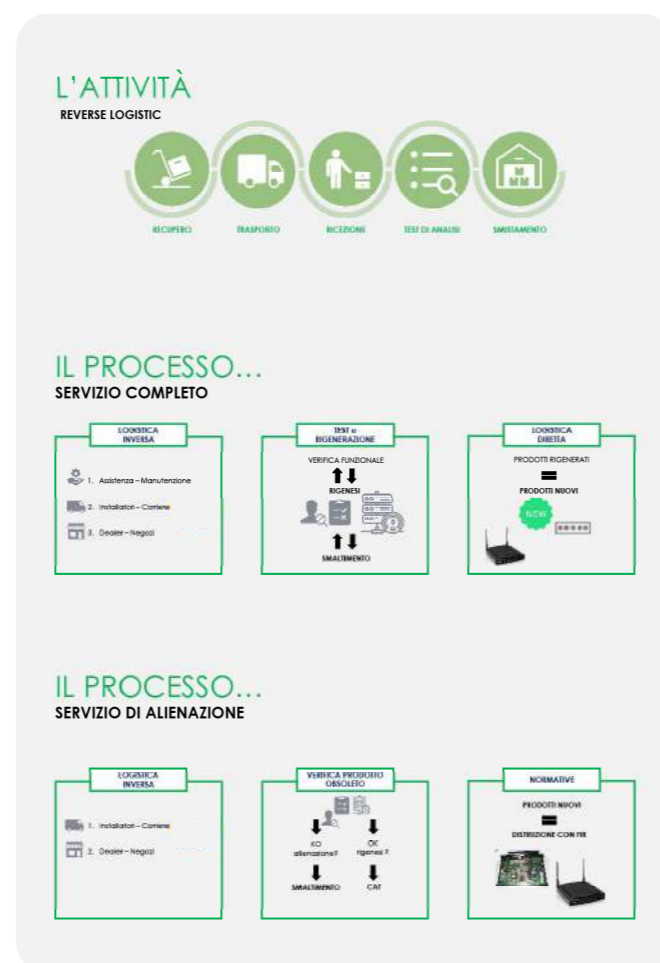 L'ATTIVITÀ
REVERSE LOGISTIC
RECUPERO
TRASPORTO
RICEZIONE
TEST DI ANALISI
SMISTAMENTO
IL PROCESSO...
SERVIZIO COMPLETO
LOGISTICA
INVERSA
1. Assistenza – Manutenzione
2. Installatori – Corriere
3. Dealer – Negozi
TEST e
RIGENERAZIONE
VERIFICA FUNZIONALE
RIGENESI
SMALTIMENTO
LOGISTICA
DIRETTA
PRODOTTI RIGENERATI
=
PRODOTTI NUOVI
NEW
IL PROCESSO...
SERVIZIO DI ALIENAZIONE
LOGISTICA
INVERSA
1. Installatori – Corriere
2. Dealer – Negozi
VERIFICA PRODOTTO
OBSOLETO
KO
alienazione?
OK
rigenesi ?
SMALTIMENTO
CAT
NORMATIVE
PRODOTTI NUOVI
=
DISTRUZIONE CON FIR